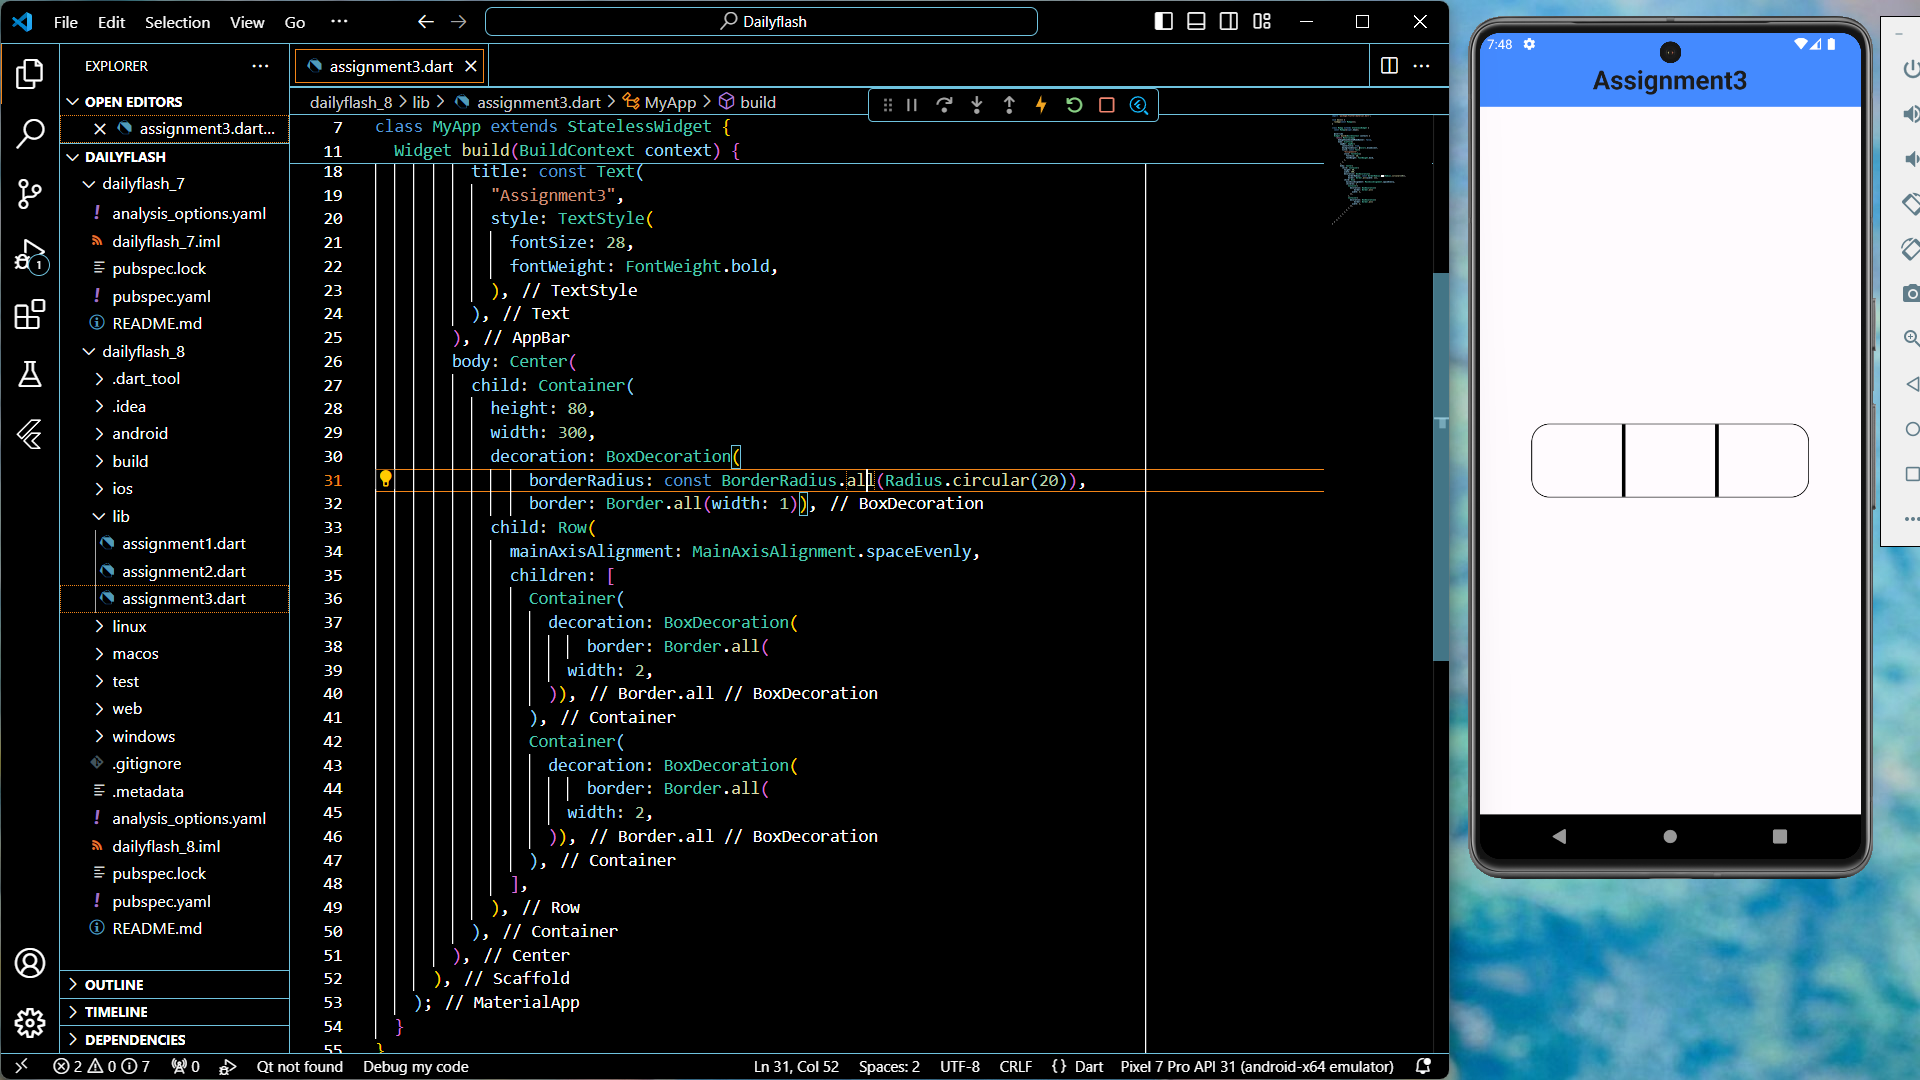 File Edit Selection View Go ··· Dailyflash
EXPLORER
OPEN EDITORS
assignment3.dart...
DAILYFLASH
dailyflash_7
analysis_options.yaml
dailyflash_7.iml
pubspec.lock
pubspec.yaml
README.md
dailyflash_8
.dart_tool
.idea
android
build
ios
lib
assignment1.dart
assignment2.dart
assignment3.dart
linux
macos
test
web
windows
.gitignore
.metadata
analysis_options.yaml
dailyflash_8.iml
pubspec.lock
pubspec.yaml
README.md
OUTLINE
TIMELINE
DEPENDENCIES
assignment3.dart
dailyflash_8 > lib > assignment3.dart > MyApp > build
7 class MyApp extends StatelessWidget {
11 Widget build(BuildContext context) {
18 title: const Text(
19 "Assignment3",
20 style: TextStyle(
21 fontSize: 28,
22 fontWeight: FontWeight.bold,
23 ), // TextStyle
24 ), // Text
25 ), // AppBar
26 body: Center(
27 child: Container(
28 height: 80,
29 width: 300,
30 decoration: BoxDecoration(
31 borderRadius: const BorderRadius.all(Radius.circular(20)),
32 border: Border.all(width: 1)), // BoxDecoration
33 child: Row(
34 mainAxisAlignment: MainAxisAlignment.spaceEvenly,
35 children: [
36 Container(
37 decoration: BoxDecoration(
38 border: Border.all(
39 width: 2,
40 )), // Border.all // BoxDecoration
41 ), // Container
42 Container(
43 decoration: BoxDecoration(
44 border: Border.all(
45 width: 2,
46 )), // Border.all // BoxDecoration
47 ), // Container
48 ],
49 ), // Row
50 ), // Container
51 ), // Center
52 ), // Scaffold
53 ); // MaterialApp
54 }
55 }
1
2 0 7 0 Qt not found Debug my code Ln 31, Col 52 Spaces: 2 UTF-8 CRLF {} Dart Pixel 7 Pro API 31 (android-x64 emulator)
7:48
Assignment3